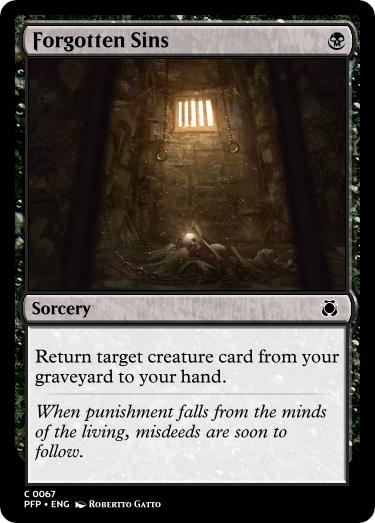 Forgotten Sins
Sorcery
Return target creature card from your
graveyard to your hand.
When punishment falls from the minds
of the living, misdeeds are soon to
follow.
C 0067
PFP • ENG Robertto Gatto